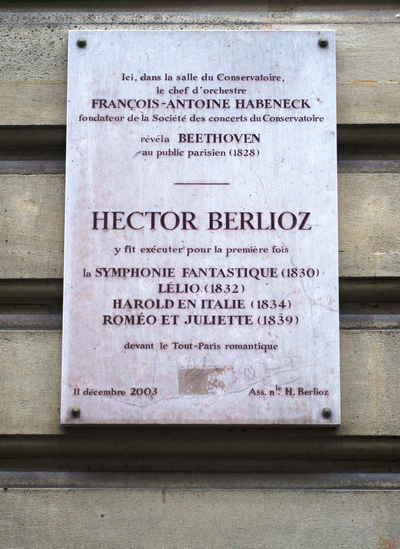 Ici, dans la salle du Conservatoire,
le chef d'orchestre
FRANÇOIS-ANTOINE HABENECK
fondateur de la Société des concerts du Conservatoire
révéla BEETHOVEN
au public parisien (1828)
HECTOR BERLIOZ
y fit exécuter pour la première fois
la SYMPHONIE FANTASTIQUE (1830)
LÉLIO (1832)
HAROLD EN ITALIE (1834)
ROMÉO ET JULIETTE (1839)
devant le Tout-Paris romantique
11 décembre 2003 Ass. nle. H. Berlioz